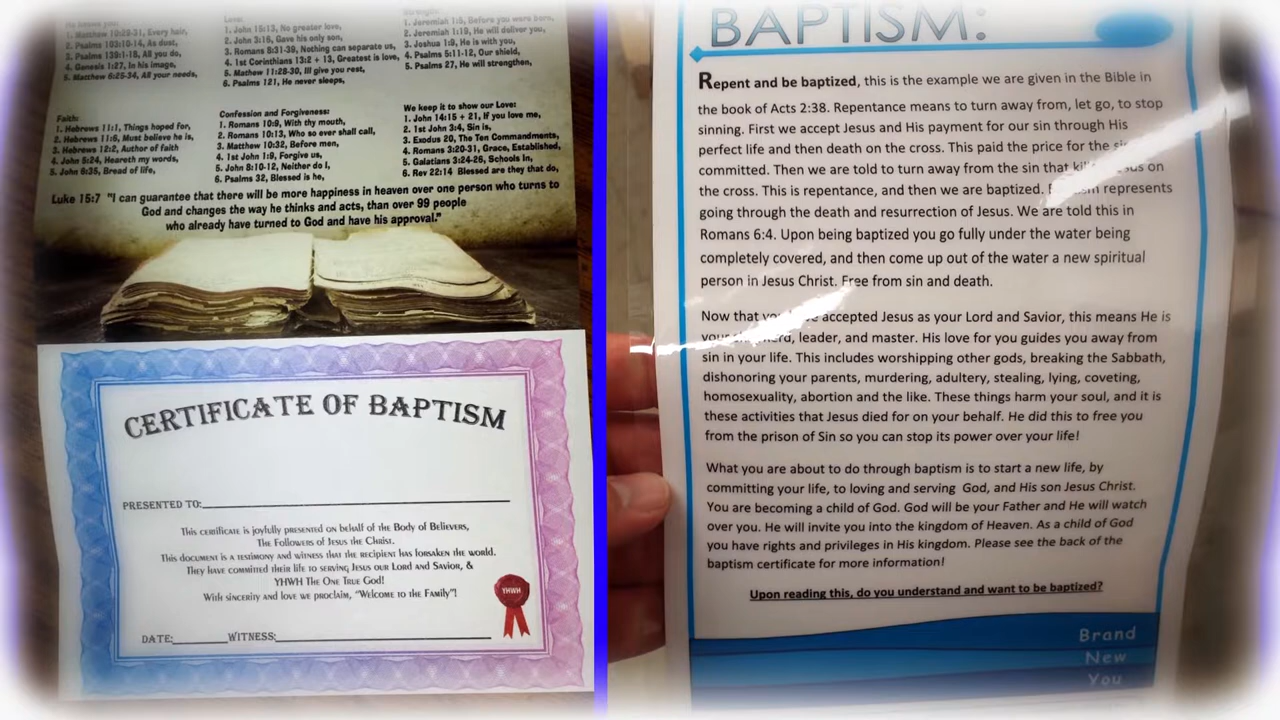 He knows you:
1. Matthew 10:29-31, Every hair,
2. Psalms 103:10-14, As dust,
3. Psalms 139:1-18, All you do,
4. Genesis 1:27, In his image,
5. Matthew 6:25-34, All your needs,
Love:
1. John 15:13, No greater love,
2. John 3:16, Gave his only son,
3. Romans 8:31-39, Nothing can separate us,
4. 1st Corinthians 13:2 + 13, Greatest is love,
5. Mathew 11:28-30, Ill give you rest,
6. Psalms 121, He never sleeps,
Strength:
1. Jeremiah 1:5, Before you were born,
2. Jeremiah 1:19, He will deliver you,
3. Joshua 1:9, He is with you,
4. Psalms 5:11-12, Our shield,
5. Psalms 27, He will strengthen,
Faith:
1. Hebrews 11:1, Things hoped for,
2. Hebrews 11:6, Must believe he is,
3. Hebrews 12:2, Author of faith
4. John 5:24, Heareth my words,
5. John 6:35, Bread of life,
Confession and Forgiveness:
1. Romans 10:9, With thy mouth,
2. Romans 10:13, Who so ever shall call,
3. Matthew 10:32, Before men,
4. 1st John 1:9, Forgive us,
5. John 8:10-12, Neither do I,
6. Psalms 32, Blessed is he,
We keep it to show our Love:
1. John 14:15 + 21, If you love me,
2. 1st John 3:4, Sin is,
3. Exodus 20, The Ten Commandments,
4. Romans 3:20-31, Grace, Established,
5. Galatians 3:24-26, Schools In,
6. Rev 22:14 Blessed are they that do,
Luke 15:7 "I can guarantee that there will be more happiness in heaven over one person who turns to
God and changes the way he thinks and acts, than over 99 people
who already have turned to God and have his approval."
CERTIFICATE OF BAPTISM
PRESENTED TO:
This certificate is joyfully presented on behalf of the Body of Believers,
The Followers of Jesus the Christ.
This document is a testimony and witness that the recipient has forsaken the world.
They have committed their life to serving Jesus our Lord and Savior, &
YHWH The One True God!
With sincerity and love we proclaim, "Welcome to the Family"!
YHWH
DATE: WITNESS:
BAPTISM:
Repent and be baptized, this is the example we are given in the Bible in
the book of Acts 2:38. Repentance means to turn away from, let go, to stop
sinning. First we accept Jesus and His payment for our sin through His
perfect life and then death on the cross. This paid the price for the
committed. Then we are told to turn away from the sin that on
the cross. This is repentance, and then we are baptized. represents
going through the death and resurrection of Jesus. We are told this in
Romans 6:4. Upon being baptized you go fully under the water being
completely covered, and then come up out of the water a new spiritual
person in Jesus Christ. Free from sin and death.
Now that accepted Jesus as your Lord and Savior, this means He is
leader, and master. His love for you guides you away from
sin in your life. This includes worshipping other gods, breaking the Sabbath,
dishonoring your parents, murdering, adultery, stealing, lying, coveting,
homosexuality, abortion and the like. These things harm your soul, and it is
these activities that Jesus died for on your behalf. He did this to free you
from the prison of Sin so you can stop its power over your life!
What you are about to do through baptism is to start a new life, by
committing your life, to loving and serving God, and His son Jesus Christ.
You are becoming a child of God. God will be your Father and He will watch
over you. He will invite you into the kingdom of Heaven. As a child of God
you have rights and privileges in His kingdom. Please see the back of the
baptism certificate for more information!
Upon reading this, do you understand and want to be baptized?
Brand
New
You